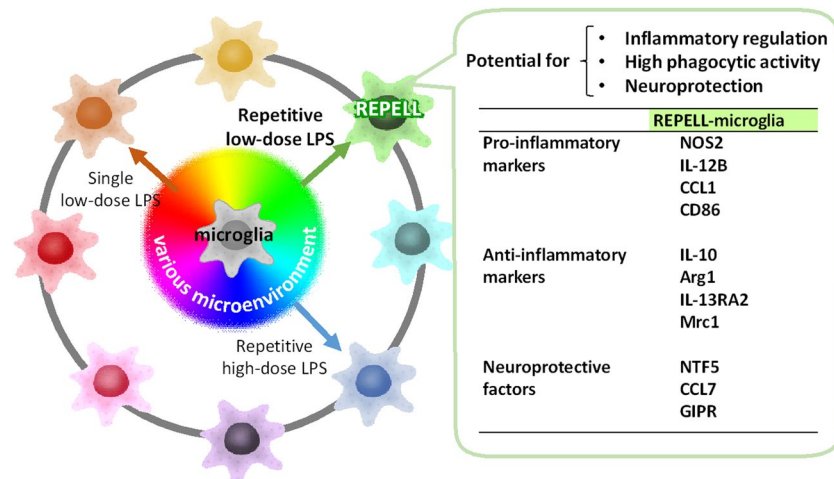 Repetitive
low-dose LPS
REPELL
Single
low-dose LPS
microglia
various microenvironment
Repetitive
high-dose LPS
Potential for
• Inflammatory regulation
• High phagocytic activity
• Neuroprotection
REPELL-microglia
Pro-inflammatory markers
NOS2
IL-12B
CCL1
CD86
Anti-inflammatory markers
IL-10
Arg1
IL-13RA2
Mrc1
Neuroprotective factors
NTF5
CCL7
GIPR